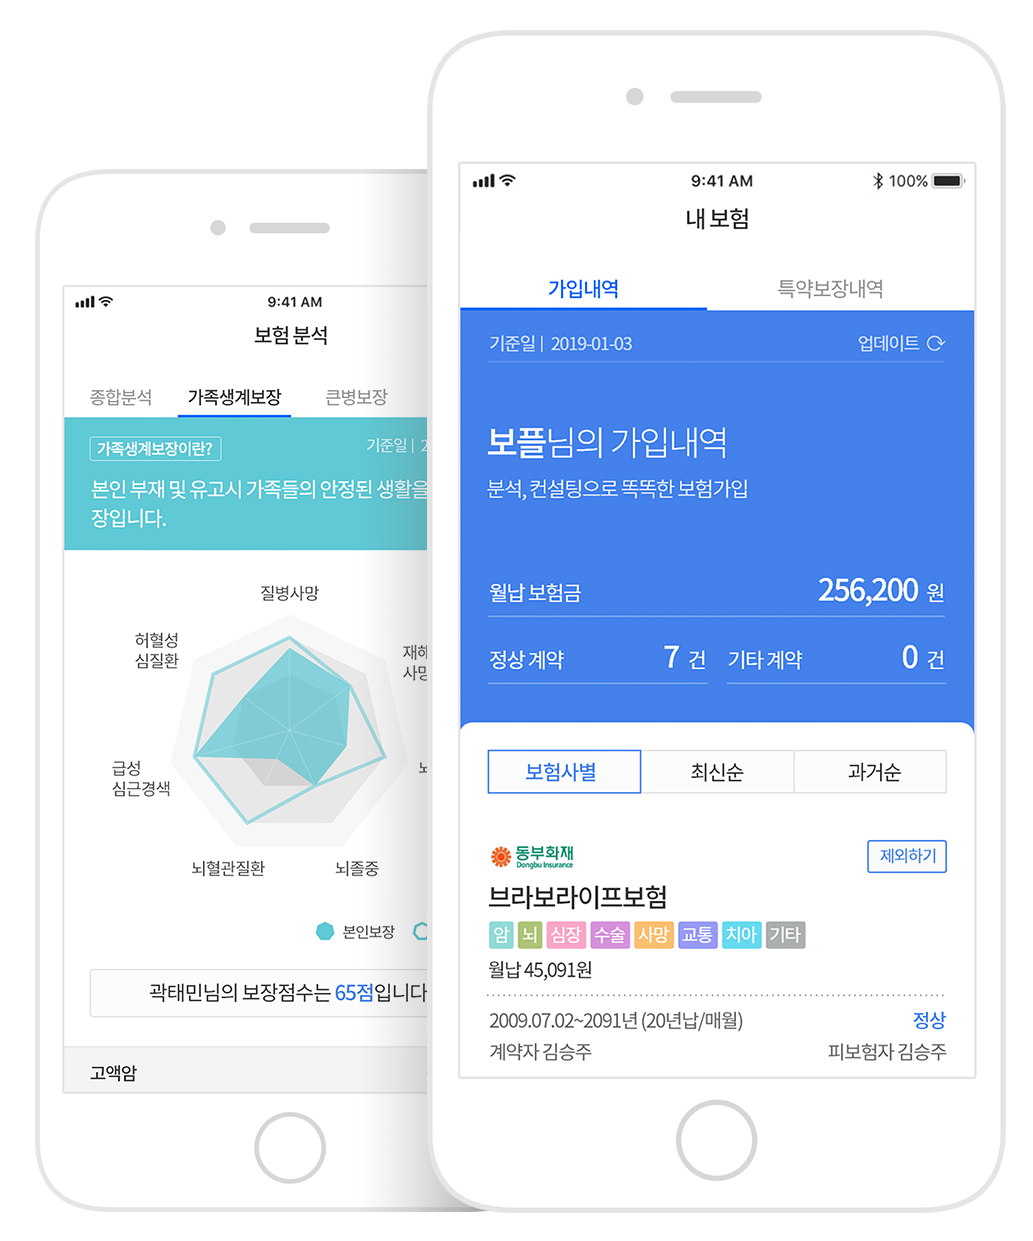 9:41 AM
보험 분석
종합분석 가족생계보장 큰병보장
가족생계보장이란? 기준일 | 2
본인 부재 및 유고시 가족들의 안정된 생활을
장입니다.
질병사망
허혈성
심질환
재해
사망
급성
심근경색
뇌혈관질환
뇌졸중
본인보장
곽태민님의 보장점수는 65점입니다
고액암
9:41 AM 100%
내 보험
가입내역 특약보장내역
기준일 | 2019-01-03 업데이트
보플님의 가입내역
분석, 컨설팅으로 똑똑한 보험가입
월납 보험금 256,200 원
정상 계약 7 건 기타 계약 0 건
보험사별 최신순 과거순
동부화재
Dongbu Insurance
제외하기
브라보라이프보험
암 뇌 심장 수술 사망 교통 치아 기타
월납 45,091원
2009.07.02~2091년 (20년납/매월) 정상
계약자 김승주 피보험자 김승주